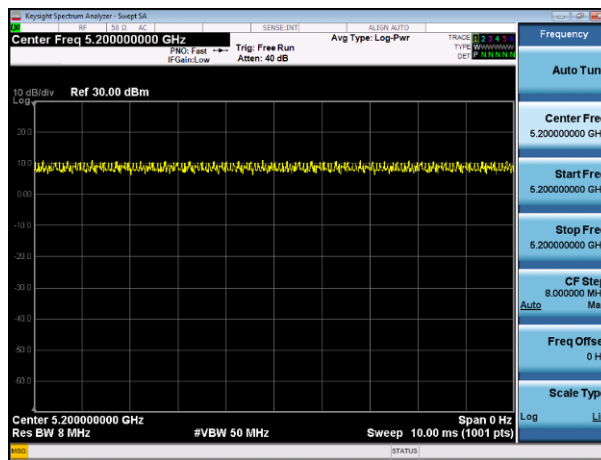 Keysight Spectrum Analyzer - Swept SA
RF 50 Ω AC SENSE:INT ALIGN AUTO
Center Freq 5.200000000 GHz
PNO: Fast
IFGain:Low
Trig: Free Run
Atten: 40 dB
Avg Type: Log-Pwr
TRACE 1 2 3 4 5 6
TYPE WWWWWW
DET P NNNNN
10 dB/div Ref 30.00 dBm
Log
20.0
10.0
0.00
-10.0
-20.0
-30.0
-40.0
-50.0
-60.0
Center 5.200000000 GHz Span 0 Hz
Res BW 8 MHz #VBW 50 MHz Sweep 10.00 ms (1001 pts)
MSG STATUS
Frequency
Auto Tun
Center Fre
5.200000000 GH
Start Fre
5.200000000 GH
Stop Fre
5.200000000 GH
CF Step
8.000000 MH
Auto Ma
Freq Offse
0 H
Scale Type
Log Li